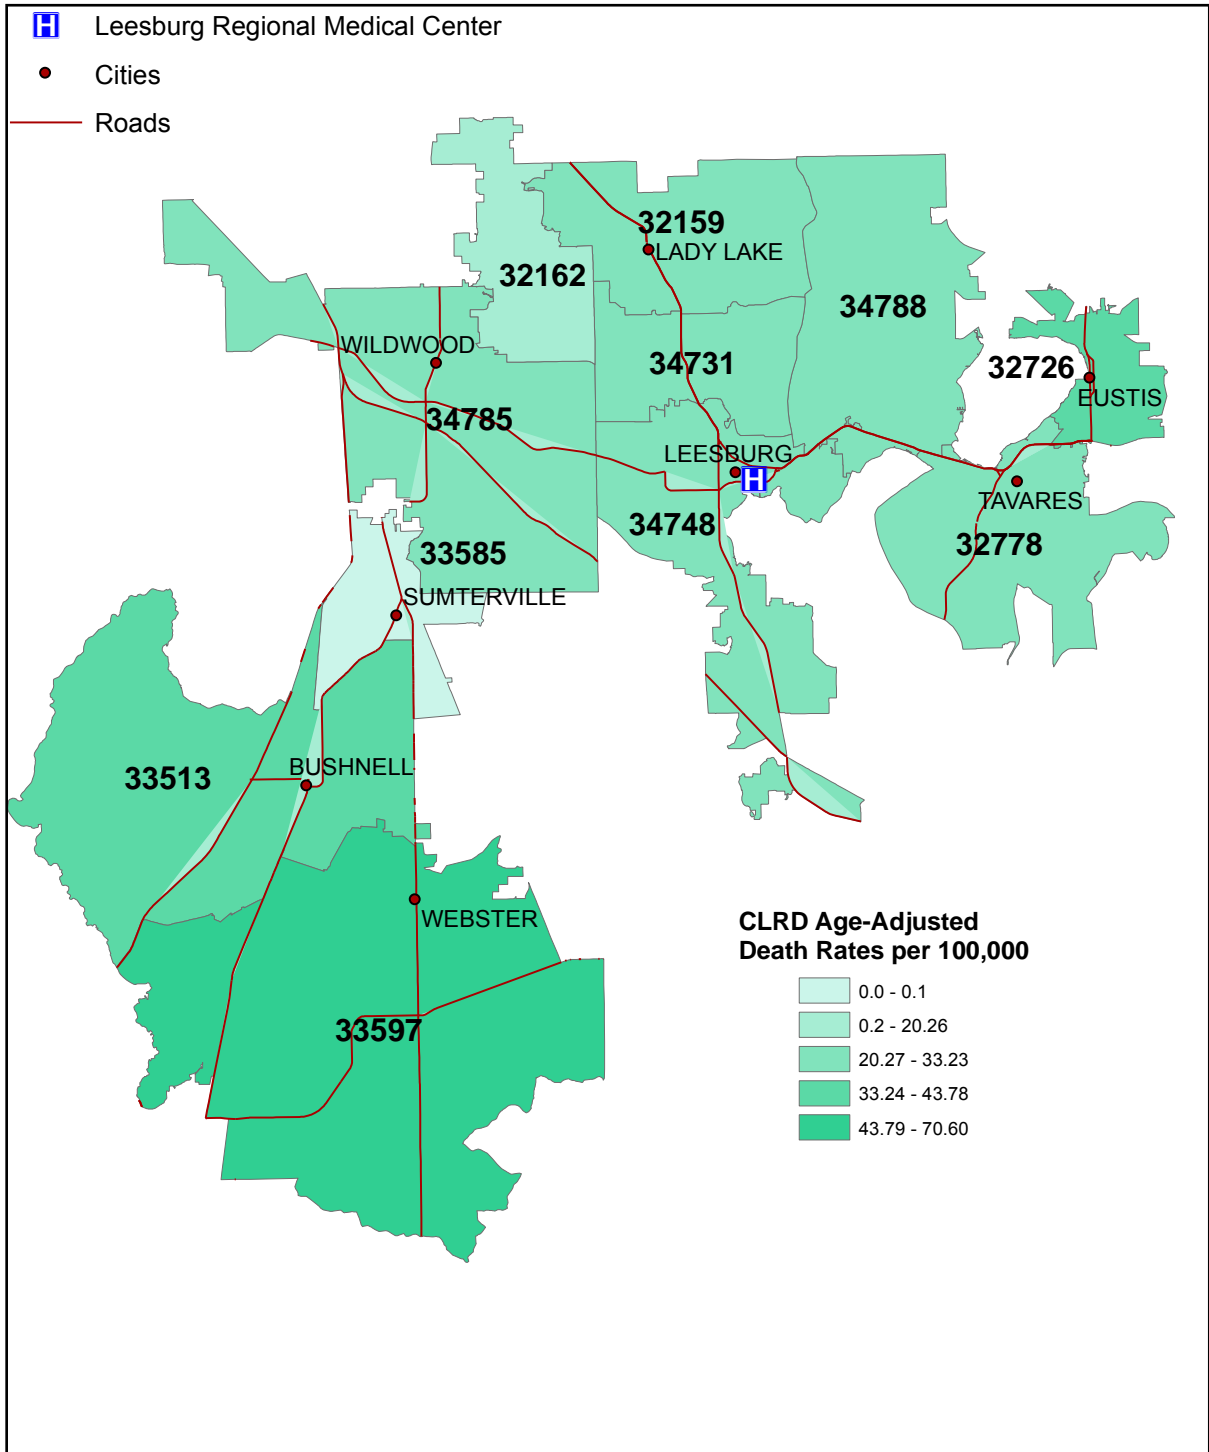 H Leesburg Regional Medical Center
Cities
Roads
32159
LADY LAKE
32162
34788
WILDWOOD
34731
32726
EUSTIS
34785
LEESBURG
H
TAVARES
34748
32778
33585
SUMTERVILLE
33513
BUSHNELL
WEBSTER
33597
CLRD Age-Adjusted
Death Rates per 100,000
0.0 - 0.1
0.2 - 20.26
20.27 - 33.23
33.24 - 43.78
43.79 - 70.60